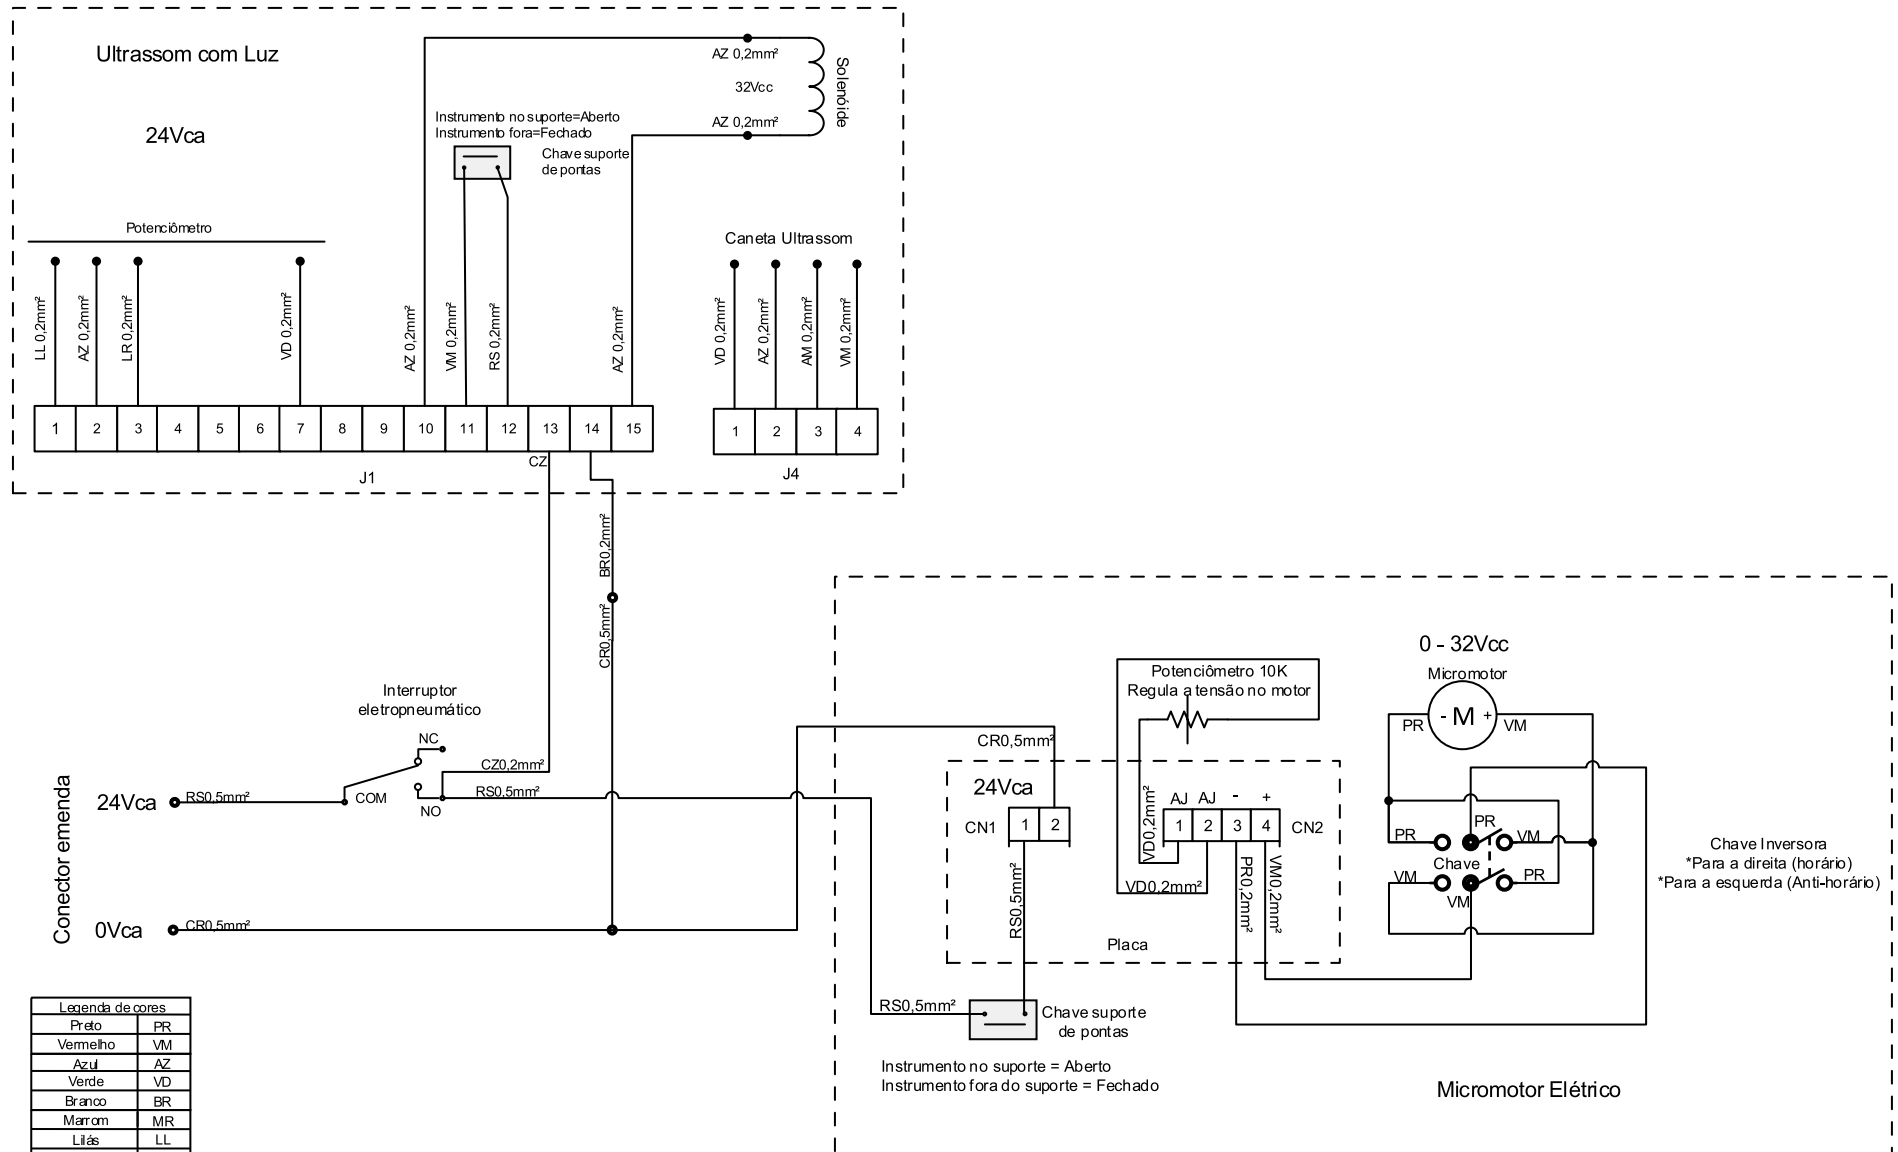 Ultrassom com Luz
24Vca
AZ 0,2mm²
32Vcc
AZ 0,2mm²
Solenóide
Instrumento no suporte=Aberto
Instrumento fora=Fechado
Chave suporte
de pontas
Potenciômetro
Caneta Ultrassom
LL 0,2mm²
AZ 0,2mm²
LR 0,2mm²
VD 0,2mm²
AZ 0,2mm²
VM 0,2mm²
RS 0,2mm²
AZ 0,2mm²
VD 0,2mm²
AZ 0,2mm²
AM 0,2mm²
VM 0,2mm²
1 2 3 4 5 6 7 8 9 10 11 12 13 14 15
1 2 3 4
CZ
J1
J4
BR0,2mm²
CR0,5mm²
Interruptor
eletropneumático
NC
CZ0,2mm²
COM
NO
RS0,5mm²
Conector emenda
24Vca
RS0,5mm²
0Vca
CR0,5mm²
0 - 32Vcc
Micromotor
PR
- M +
VM
Potenciômetro 10K
Regula a tensão no motor
CR0,5mm²
24Vca
CN1
1 2
VD0,2mm²
AJ AJ - +
1 2 3 4
CN2
VD0,2mm²
RS0,5mm²
PR0,2mm²
VM0,2mm²
Placa
PR
PR
VM
Chave
VM
PR
VM
Chave Inversora
*Para a direita (horário)
*Para a esquerda (Anti-horário)
RS0,5mm²
Chave suporte
de pontas
Instrumento no suporte = Aberto
Instrumento fora do suporte = Fechado
Micromotor Elétrico
Legenda de cores
Preto PR
Vermelho VM
Azul AZ
Verde VD
Branco BR
Marrom MR
Lilás LL